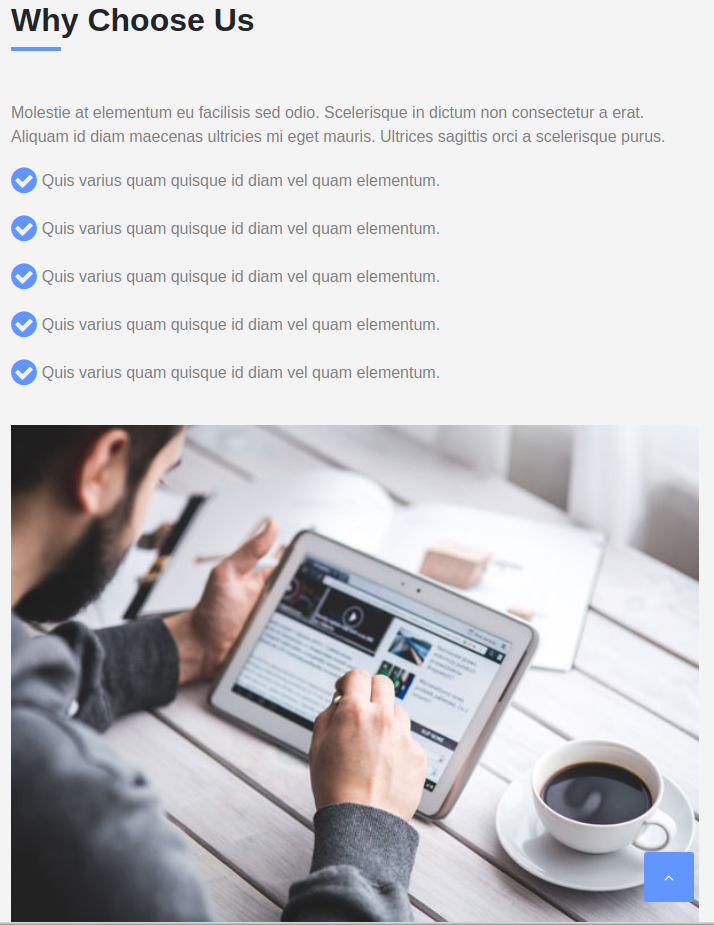 Why Choose Us
Molestie at elementum eu facilisis sed odio. Scelerisque in dictum non consectetur a erat.
Aliquam id diam maecenas ultricies mi eget mauris. Ultrices sagittis orci a scelerisque purus.
Quis varius quam quisque id diam vel quam elementum.
Quis varius quam quisque id diam vel quam elementum.
Quis varius quam quisque id diam vel quam elementum.
Quis varius quam quisque id diam vel quam elementum.
Quis varius quam quisque id diam vel quam elementum.